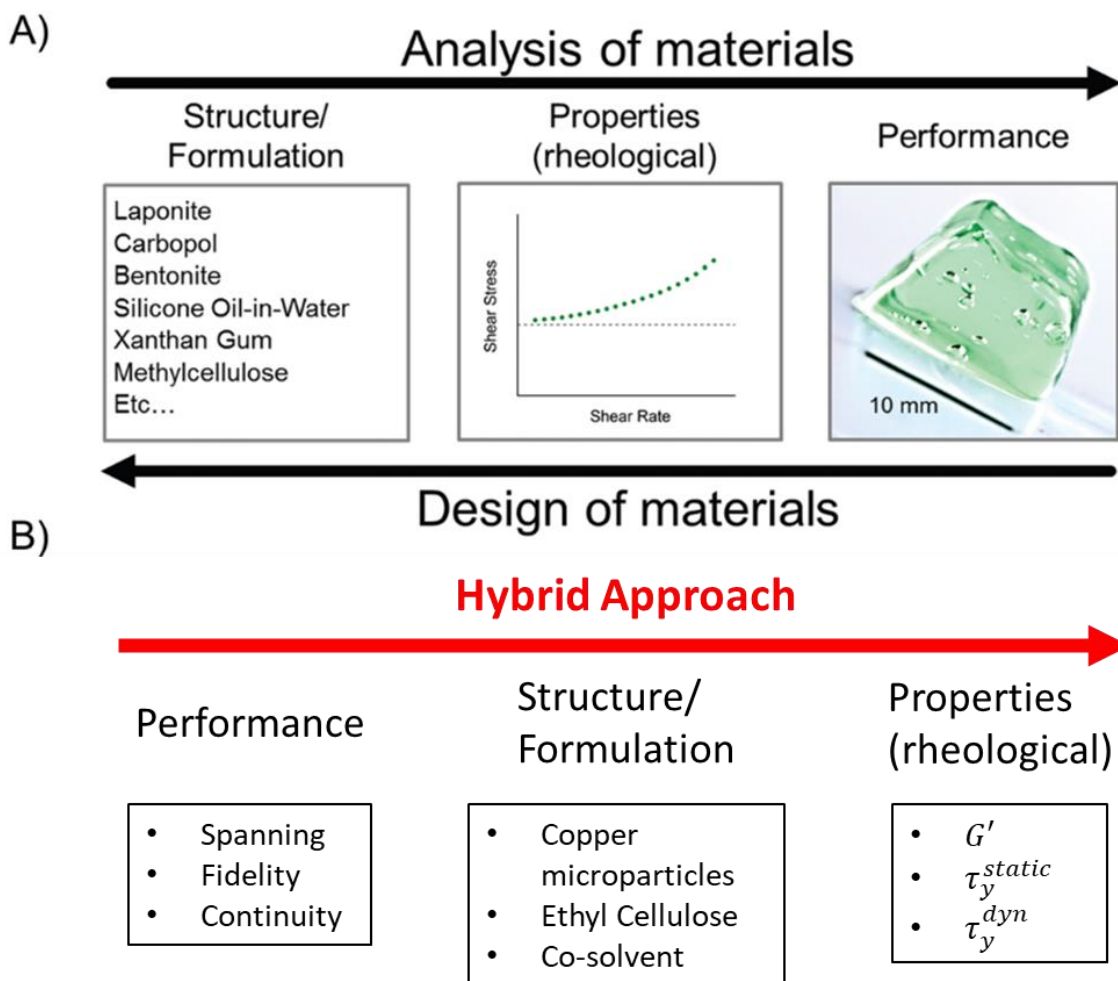 A)
Analysis of materials
Structure/
Formulation
Properties
(rheological)
Performance
Laponite
Carbopol
Bentonite
Silicone Oil-in-Water
Xanthan Gum
Methylcellulose
Etc…
Shear Stress
Shear Rate
10 mm
Design of materials
B)
Hybrid Approach
Performance
Structure/
Formulation
Properties
(rheological)
• Spanning
• Fidelity
• Continuity
• Copper
microparticles
• Ethyl Cellulose
• Co-solvent
• G′
• τ_y^static
• τ_y^dyn